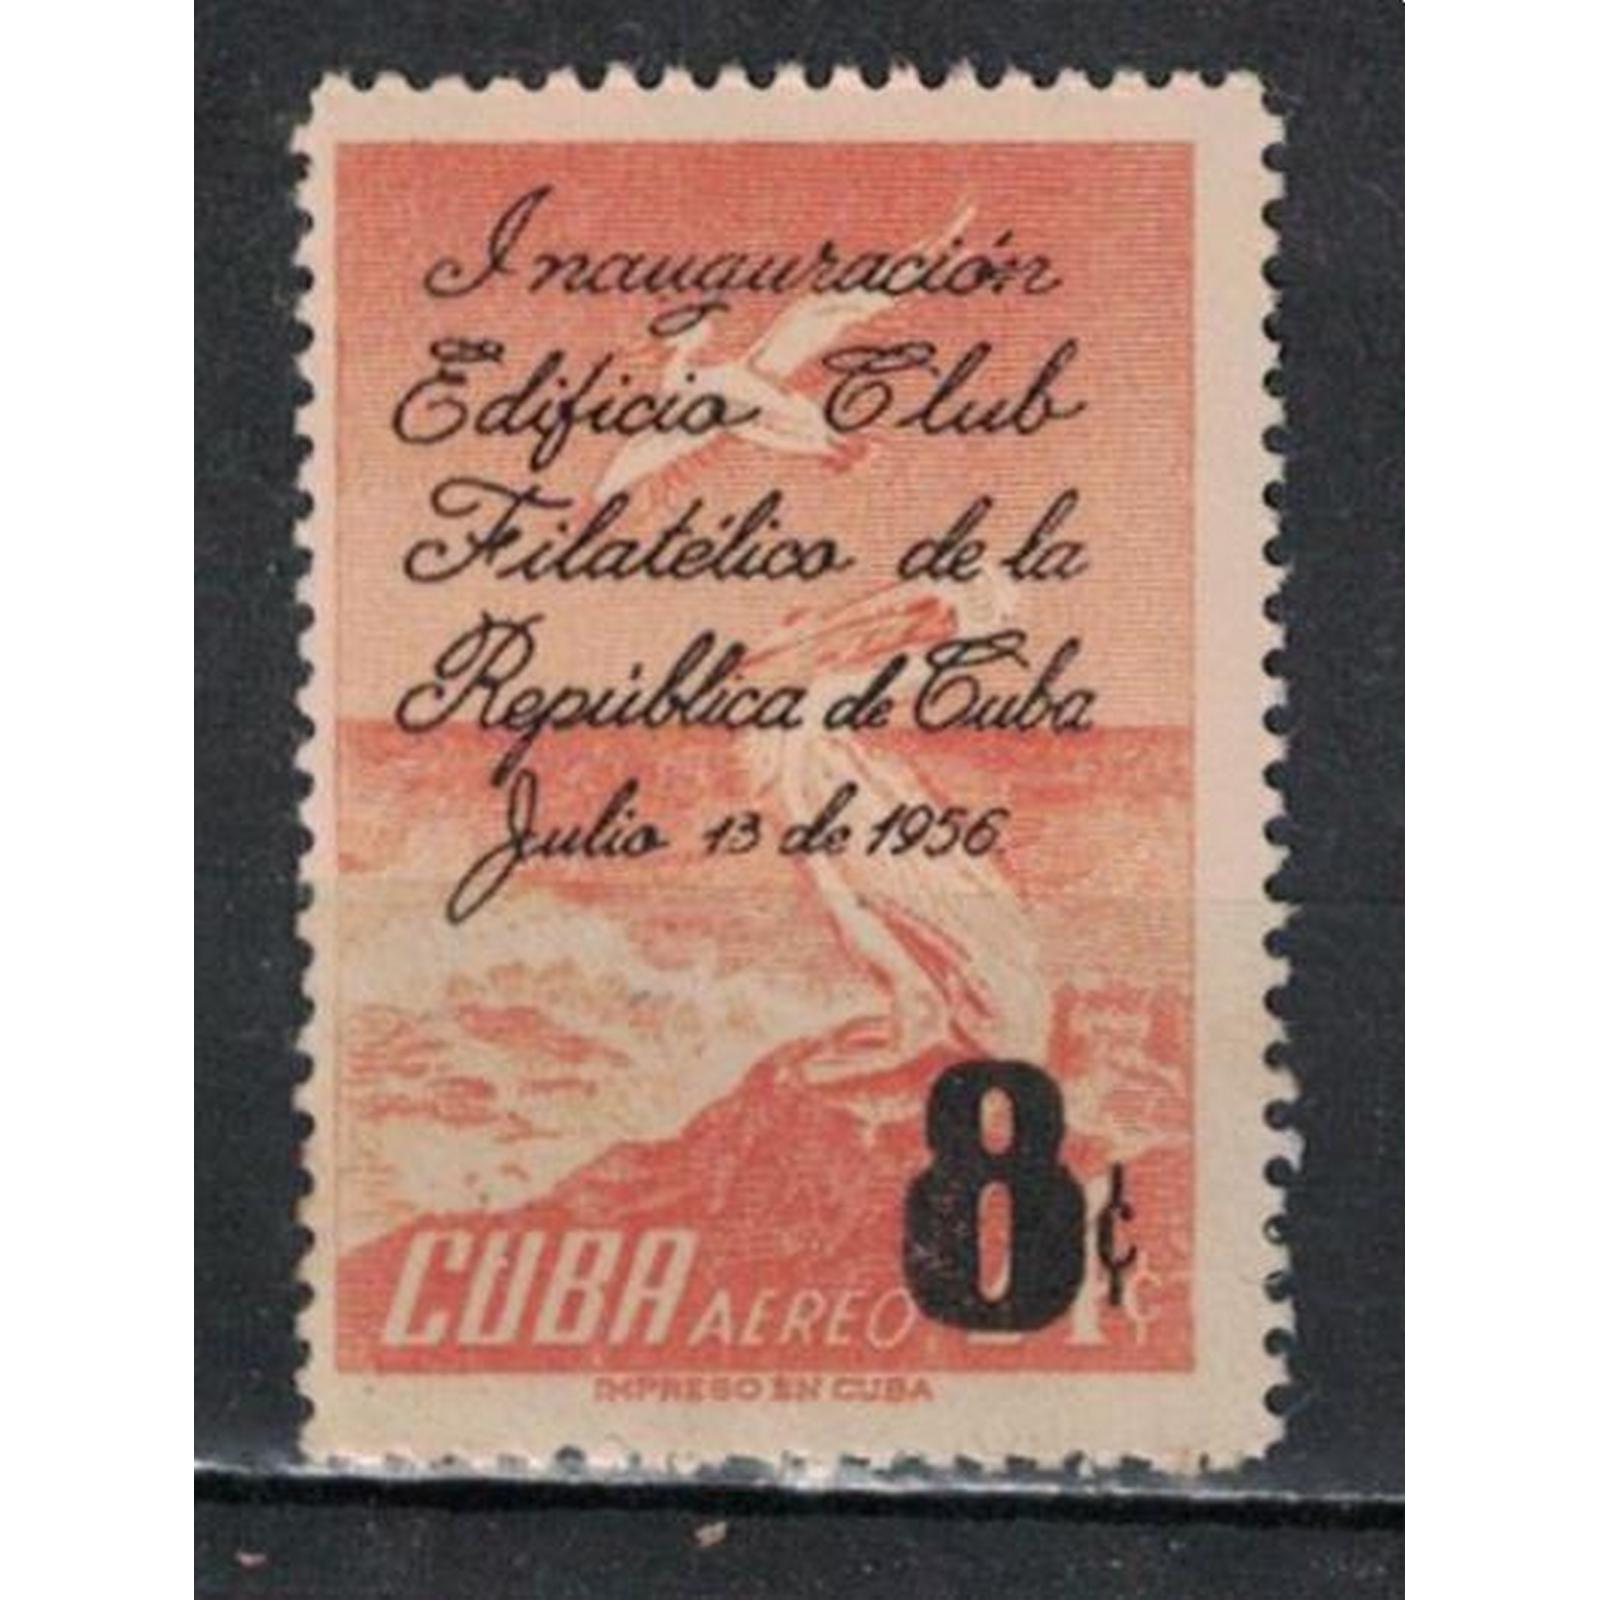 Inauguración
Edificio Club
Filatélico de la
República de Cuba
Julio 13 de 1956
8¢
CUBA AEREO 1¢
IMPRESO EN CUBA